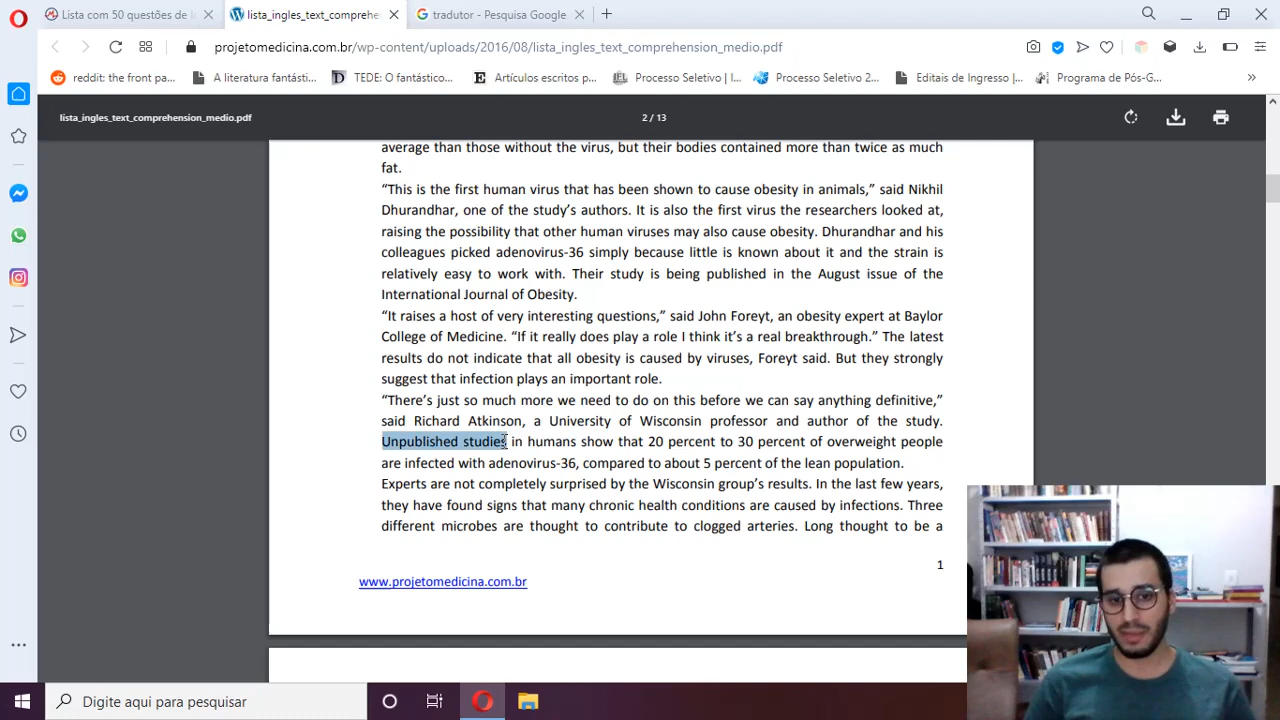 Lista com 50 questões de i
lista_ingles_text_comprehe
tradutor - Pesquisa Google
projetomedicina.com.br/wp-content/uploads/2016/08/lista_ingles_text_comprehension_medio.pdf
reddit: the front pa...
A literatura fantásti...
TEDE: O fantástico...
Artículos escritos p...
Processo Seletivo | I...
Processo Seletivo 2...
Editais de Ingresso |...
Programa de Pós-G...
lista_ingles_text_comprehension_medio.pdf
2 / 13
average than those without the virus, but their bodies contained more than twice as much
fat.
“This is the first human virus that has been shown to cause obesity in animals,” said Nikhil
Dhurandhar, one of the study’s authors. It is also the first virus the researchers looked at,
raising the possibility that other human viruses may also cause obesity. Dhurandhar and his
colleagues picked adenovirus-36 simply because little is known about it and the strain is
relatively easy to work with. Their study is being published in the August issue of the
International Journal of Obesity.
“It raises a host of very interesting questions,” said John Foreyt, an obesity expert at Baylor
College of Medicine. “If it really does play a role I think it’s a real breakthrough.” The latest
results do not indicate that all obesity is caused by viruses, Foreyt said. But they strongly
suggest that infection plays an important role.
“There’s just so much more we need to do on this before we can say anything definitive,”
said Richard Atkinson, a University of Wisconsin professor and author of the study.
Unpublished studies in humans show that 20 percent to 30 percent of overweight people
are infected with adenovirus-36, compared to about 5 percent of the lean population.
Experts are not completely surprised by the Wisconsin group’s results. In the last few years,
they have found signs that many chronic health conditions are caused by infections. Three
different microbes are thought to contribute to clogged arteries. Long thought to be a
1
www.projetomedicina.com.br
Digite aqui para pesquisar